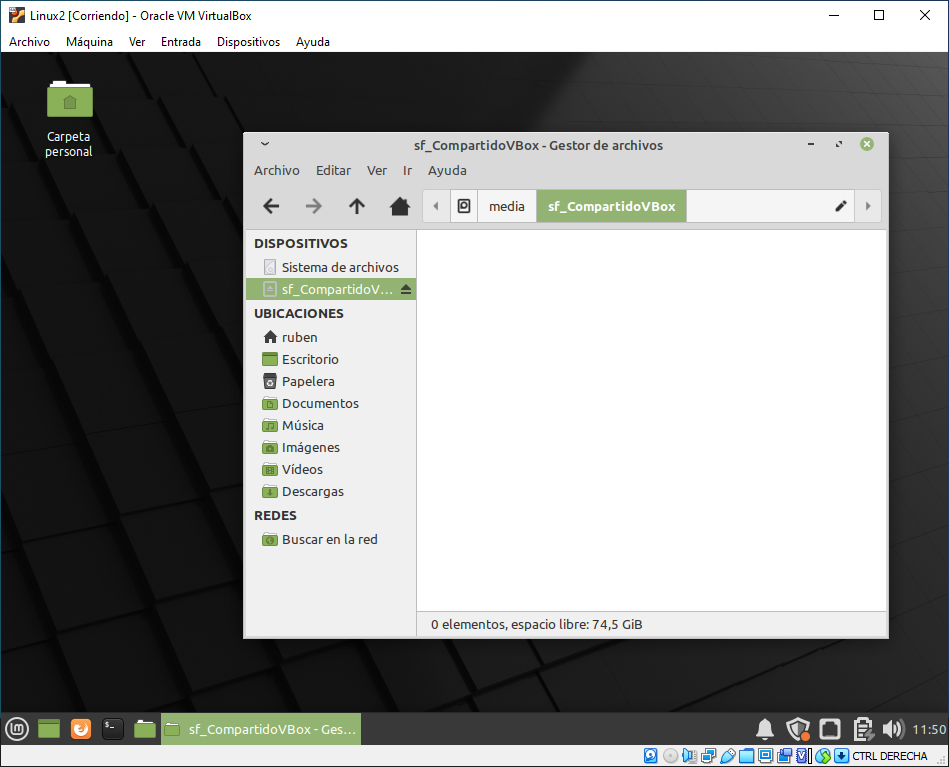 Linux2 [Corriendo] - Oracle VM VirtualBox
Archivo Máquina Ver Entrada Dispositivos Ayuda
Carpeta
personal
sf_CompartidoVBox - Gestor de archivos
Archivo Editar Ver Ir Ayuda
media sf_CompartidoVBox
DISPOSITIVOS
Sistema de archivos
sf_CompartidoV...
UBICACIONES
ruben
Escritorio
Papelera
Documentos
Música
Imágenes
Vídeos
Descargas
REDES
Buscar en la red
0 elementos, espacio libre: 74,5 GiB
sf_CompartidoVBox - Ges...
11:50
CTRL DERECHA